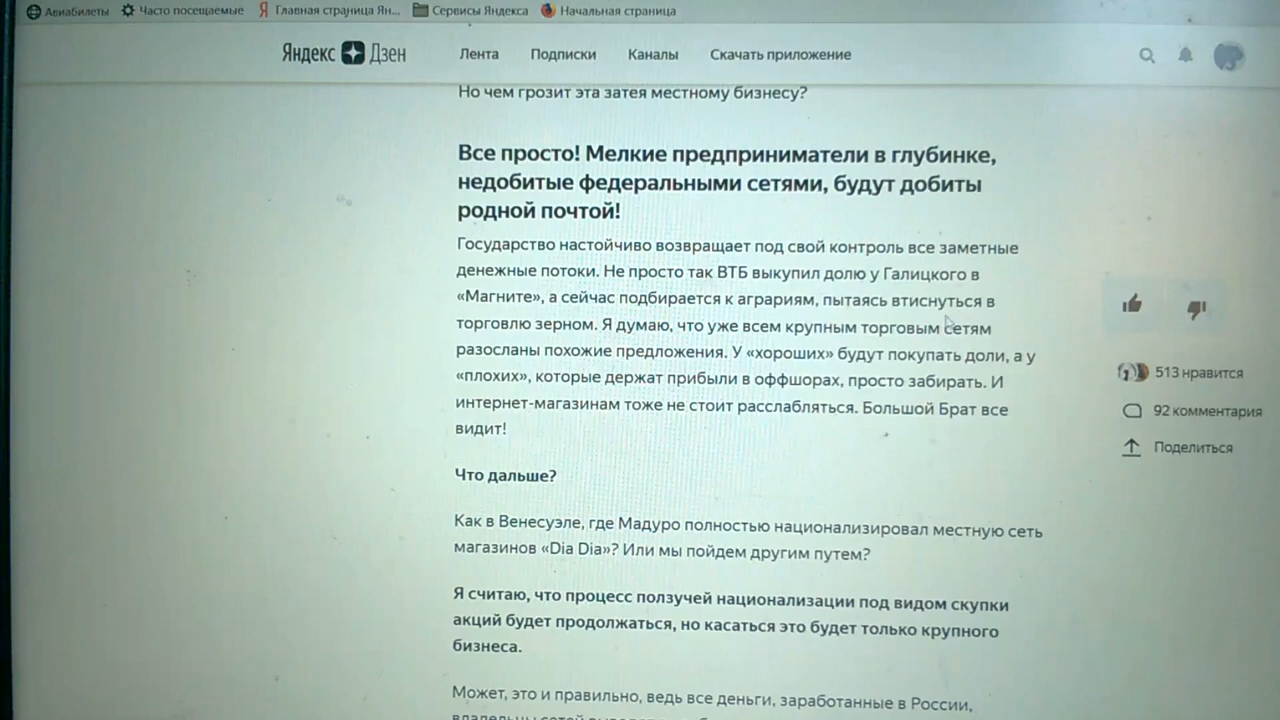 Авиабилеты Часто посещаемые Главная страница Ян... Сервисы Яндекса Начальная страница
Яндекс Дзен Лента Подписки Каналы Скачать приложение
Но чем грозит эта затея местному бизнесу?
Все просто! Мелкие предприниматели в глубинке,
недобитые федеральными сетями, будут добиты
родной почтой!
Государство настойчиво возвращает под свой контроль все заметные
денежные потоки. Не просто так ВТБ выкупил долю у Галицкого в
«Магните», а сейчас подбирается к аграриям, пытаясь втиснуться в
торговлю зерном. Я думаю, что уже всем крупным торговым сетям
разосланы похожие предложения. У «хороших» будут покупать доли, а у
«плохих», которые держат прибыли в оффшорах, просто забирать. И
интернет-магазинам тоже не стоит расслабляться. Большой Брат все
видит!
513 нравится
92 комментария
Поделиться
Что дальше?
Как в Венесуэле, где Мадуро полностью национализировал местную сеть
магазинов «Dia Dia»? Или мы пойдем другим путем?
Я считаю, что процесс ползучей национализации под видом скупки
акций будет продолжаться, но касаться это будет только крупного
бизнеса.
Может, это и правильно, ведь все деньги, заработанные в России,